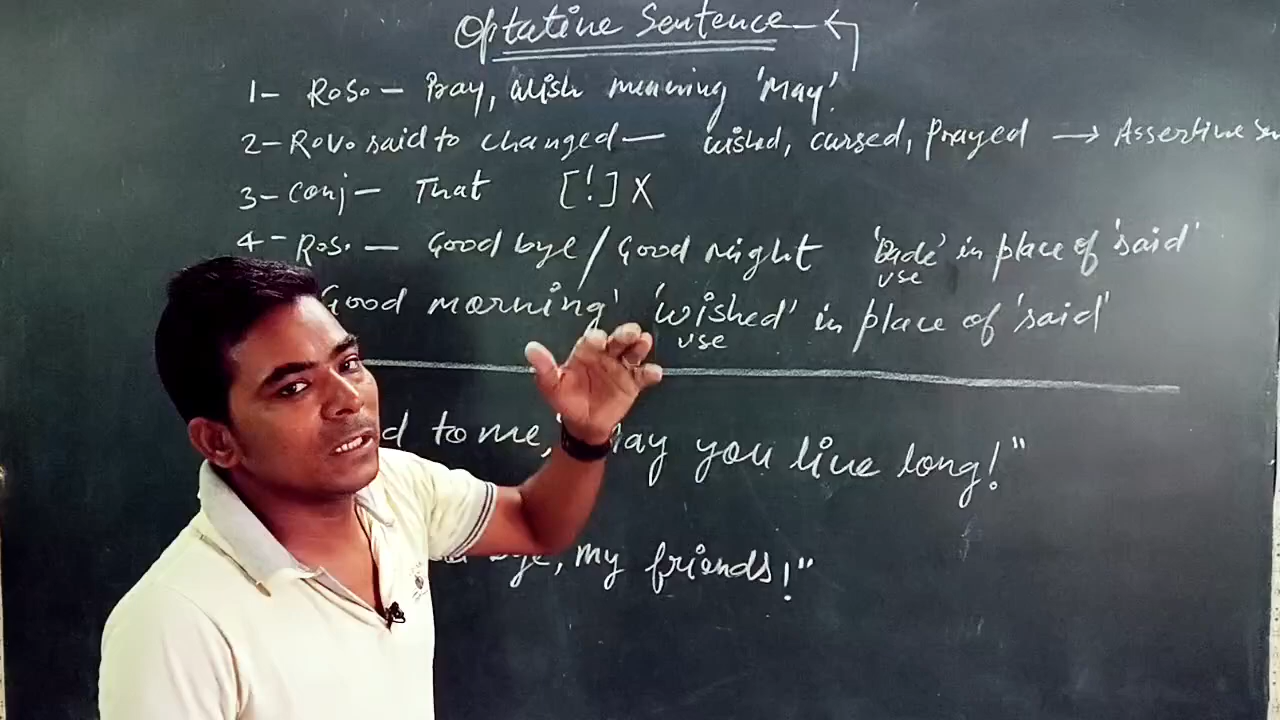 Optative Sentence
1- R.S. - Pray, Wish meaning 'May'.
2- R.V. said to changed - wished, cursed, Prayed → Assertive Sen
3- Conj - That [!] X
4- R.S. - Good bye / Good night 'Bade' in place of 'said'
use
Good morning' 'wished' in place of 'said'
use
d to me, May you live long!"
bye, my friends!"